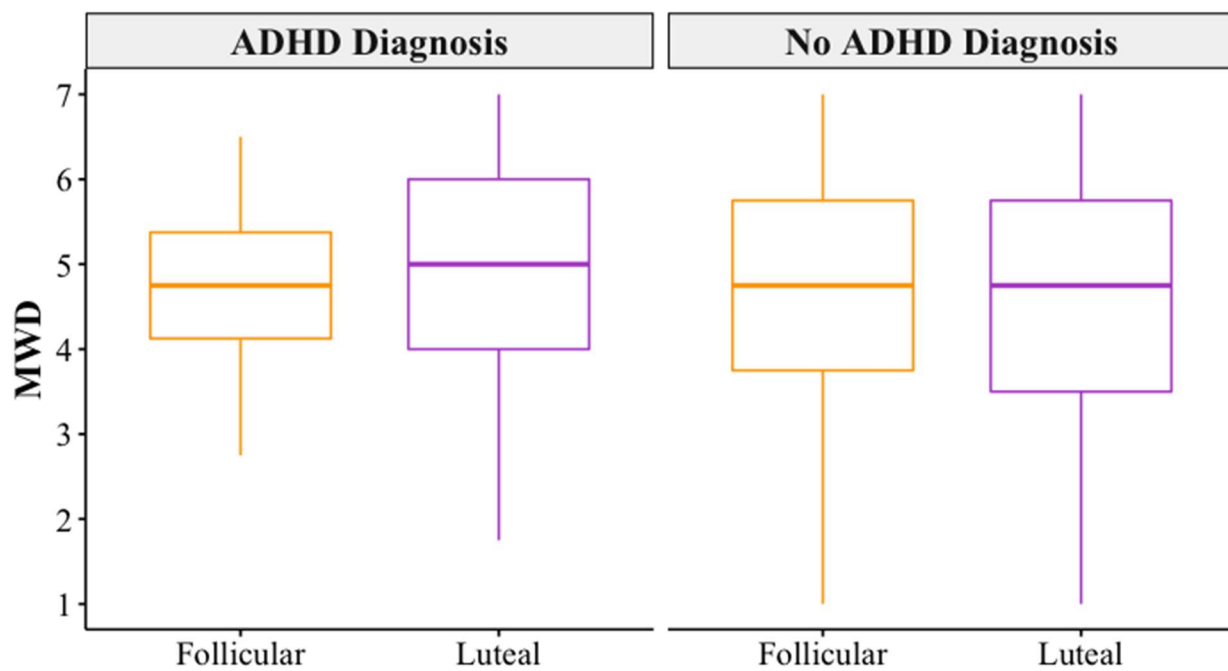 ADHD Diagnosis
No ADHD Diagnosis
MWD
7
6
5
4
3
2
1
Follicular
Luteal
Follicular
Luteal